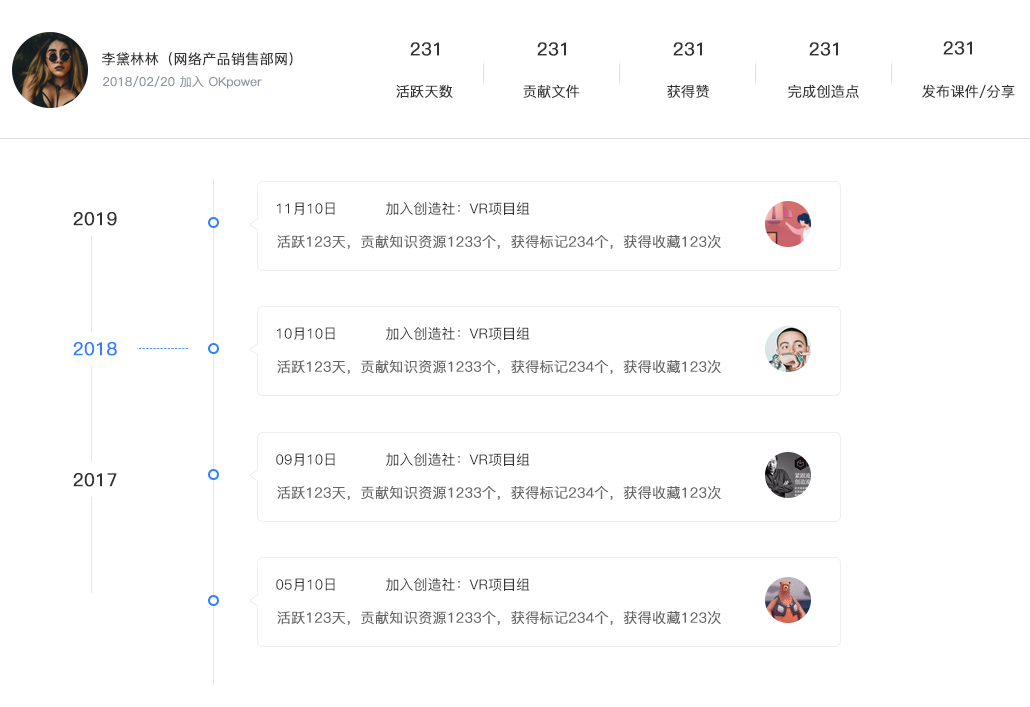 李黛林林（网络产品销售部网）
2018/02/20 加入 OKpower
231
活跃天数
231
贡献文件
231
获得赞
231
完成创造点
231
发布课件/分享
2019
11月10日 加入创造社：VR项目组
活跃123天，贡献知识资源1233个，获得标记234个，获得收藏123次
2018
10月10日 加入创造社：VR项目组
活跃123天，贡献知识资源1233个，获得标记234个，获得收藏123次
2017
09月10日 加入创造社：VR项目组
活跃123天，贡献知识资源1233个，获得标记234个，获得收藏123次
05月10日 加入创造社：VR项目组
活跃123天，贡献知识资源1233个，获得标记234个，获得收藏123次